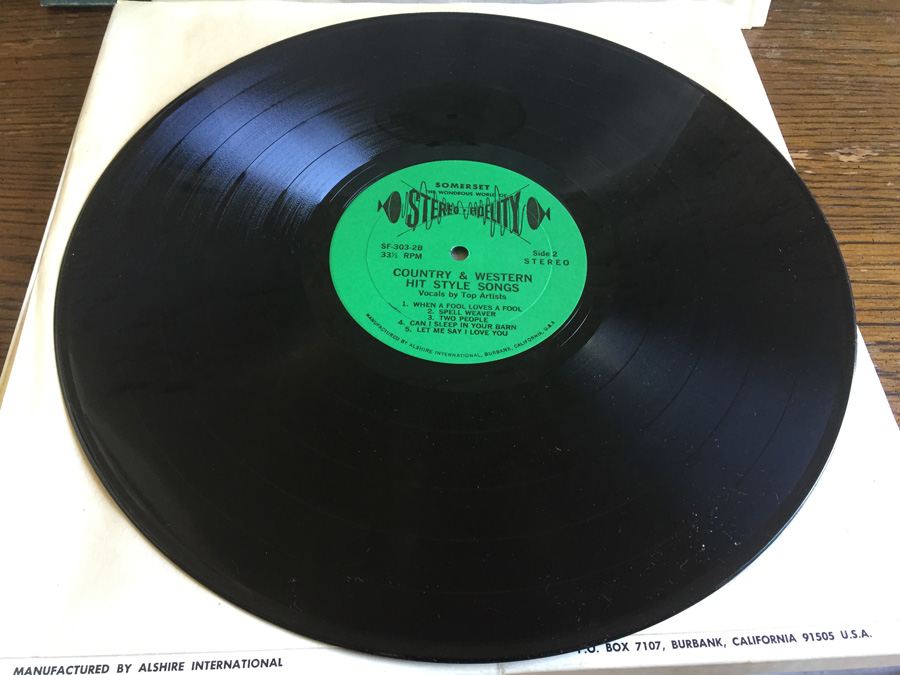 SOMERSET
THE WONDROUS WORLD OF
STEREO - FIDELITY
SF-303-2B
33⅓ RPM
Side 2
STEREO
COUNTRY & WESTERN
HIT STYLE SONGS
Vocals by Top Artists
1. WHEN A FOOL LOVES A FOOL
2. SPELL WEAVER
3. TWO PEOPLE
4. CAN I SLEEP IN YOUR BARN
5. LET ME SAY I LOVE YOU
MANUFACTURED BY ALSHIRE INTERNATIONAL, BURBANK, CALIFORNIA, U.S.A.
MANUFACTURED BY ALSHIRE INTERNATIONAL
P.O. BOX 7107, BURBANK, CALIFORNIA 91505 U.S.A.